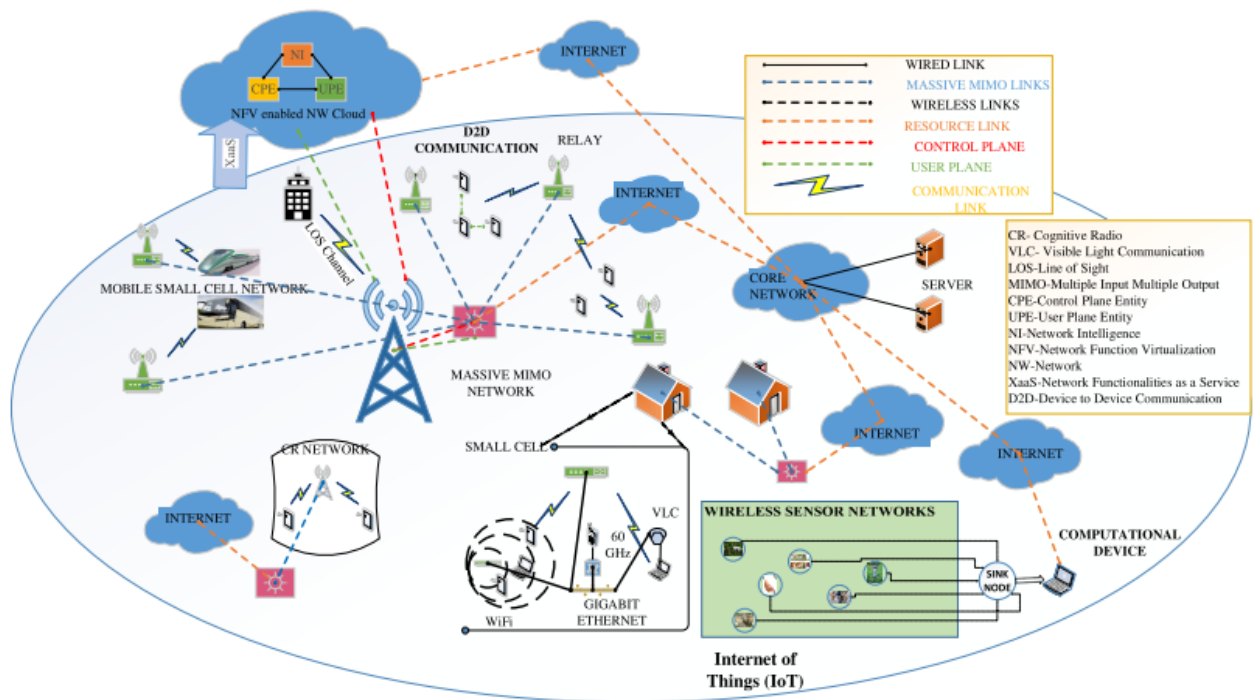 NI
CPE
UPE
NFV enabled NW Cloud
XaaS
INTERNET
WIRED LINK
MASSIVE MIMO LINKS
WIRELESS LINKS
RESOURCE LINK
CONTROL PLANE
USER PLANE
COMMUNICATION
LINK
D2D
COMMUNICATION
RELAY
LOS Channel
INTERNET
MOBILE SMALL CELL NETWORK
CORE
NETWORK
SERVER
CR- Cognitive Radio
VLC- Visible Light Communication
LOS-Line of Sight
MIMO-Multiple Input Multiple Output
CPE-Control Plane Entity
UPE-User Plane Entity
NI-Network Intelligence
NFV-Network Function Virtualization
NW-Network
XaaS-Network Functionalities as a Service
D2D-Device to Device Communication
MASSIVE MIMO
NETWORK
SMALL CELL
INTERNET
INTERNET
CR NETWORK
INTERNET
VLC
60
GHz
WiFi
GIGABIT
ETHERNET
WIRELESS SENSOR NETWORKS
SINK
NODE
COMPUTATIONAL
DEVICE
Internet of
Things (IoT)